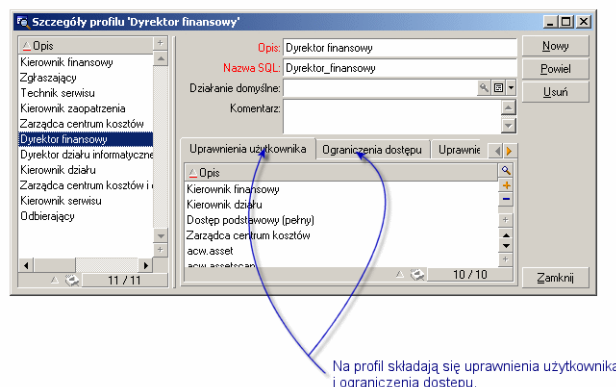 Szczegóły profilu 'Dyrektor finansowy'
Opis
Kierownik finansowy
Zgłaszający
Technik serwisu
Kierownik zaopatrzenia
Zarządca centrum kosztów
Dyrektor finansowy
Dyrektor działu informatyczne
Kierownik działu
Zarządca centrum kosztów i
Kierownik serwisu
Odbierający
11 / 11
Opis: Dyrektor finansowy
Nazwa SQL: Dyrektor_finansowy
Działanie domyślne:
Komentarz:
Uprawnienia użytkownika Ograniczenia dostępu Uprawnie
Opis
Kierownik finansowy
Kierownik działu
Dostęp podstawowy (pełny)
Zarządca centrum kosztów
acw.asset
acw.assetscan
10 / 10
Nowy
Powiel
Usuń
Zamknij
Na profil składają się uprawnienia użytkownika
i ograniczenia dostępu.